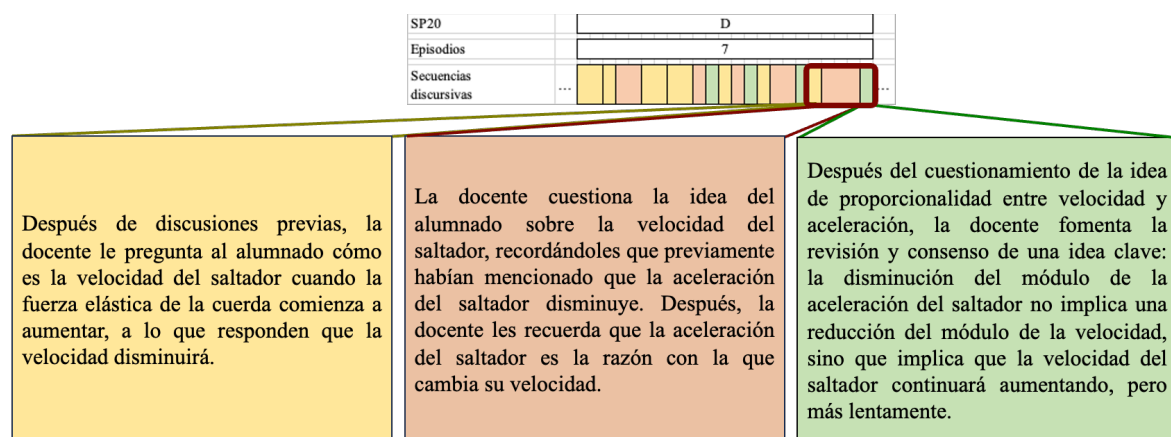 SP20
D
Episodios
7
Secuencias
discursivas
...
...
Después de discusiones previas, la
docente le pregunta al alumnado cómo
es la velocidad del saltador cuando la
fuerza elástica de la cuerda comienza a
aumentar, a lo que responden que la
velocidad disminuirá.
La docente cuestiona la idea del
alumnado sobre la velocidad del
saltador, recordándoles que previamente
habían mencionado que la aceleración
del saltador disminuye. Después, la
docente les recuerda que la aceleración
del saltador es la razón con la que
cambia su velocidad.
Después del cuestionamiento de la idea
de proporcionalidad entre velocidad y
aceleración, la docente fomenta la
revisión y consenso de una idea clave:
la disminución del módulo de la
aceleración del saltador no implica una
reducción del módulo de la velocidad,
sino que implica que la velocidad del
saltador continuará aumentando, pero
más lentamente.